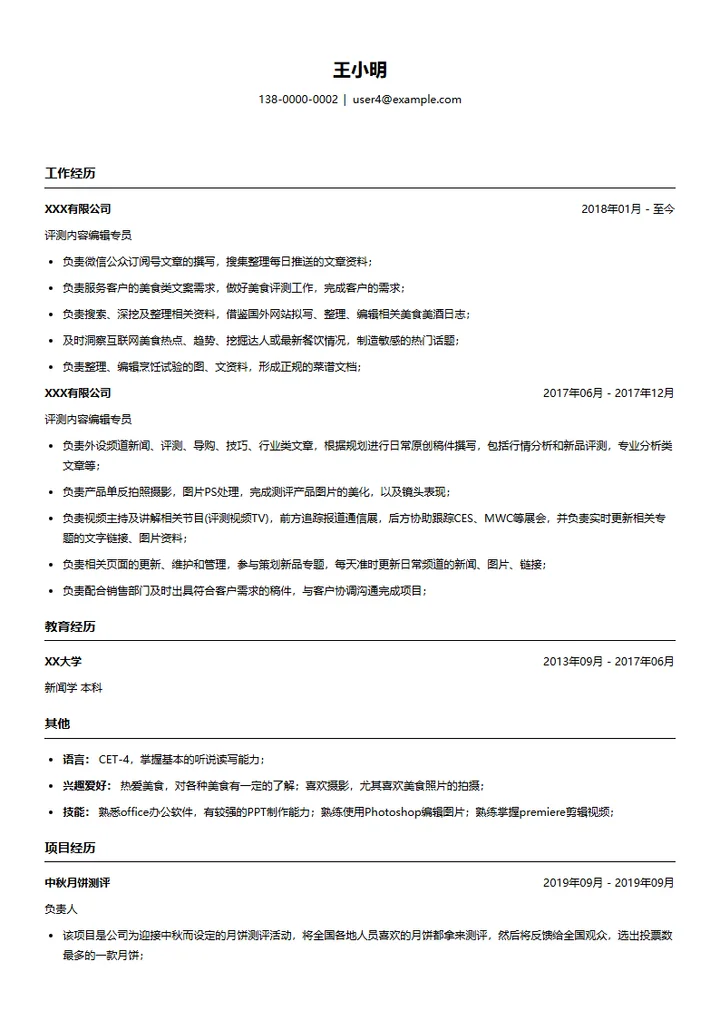 王小明
138-0000-0002 | user4@example.com
工作经历
XXX有限公司 2018年01月 - 至今
评测内容编辑专员
• 负责微信公众订阅号文章的撰写，搜集整理每日推送的文章资料；
• 负责服务客户的美食类文案需求，做好美食评测工作，完成客户的需求；
• 负责搜索、深挖及整理相关资料，借鉴国外网站拟写、整理、编辑相关美食美酒日志；
• 及时洞察互联网美食热点、趋势、挖掘达人或最新餐饮情况，制造敏感的热门话题；
• 负责整理、编辑烹饪试验的图、文资料，形成正规的菜谱文档；
XXX有限公司 2017年06月 - 2017年12月
评测内容编辑专员
• 负责外设频道新闻、评测、导购、技巧、行业类文章，根据规划进行日常原创稿件撰写，包括行情分析和新品评测，专业分析类
文章等；
• 负责产品单反拍照摄影，图片PS处理，完成测评产品图片的美化，以及镜头表现；
• 负责视频主持及讲解相关节目(评测视频TV)，前方追踪报道通信展，后方协助跟踪CES、MWC等展会，并负责实时更新相关专
题的文字链接、图片资料；
• 负责相关页面的更新、维护和管理，参与策划新品专题，每天准时更新日常频道的新闻、图片、链接；
• 负责配合销售部门及时出具符合客户需求的稿件，与客户协调沟通完成项目；
教育经历
XX大学 2013年09月 - 2017年06月
新闻学 本科
其他
• 语言： CET-4，掌握基本的听说读写能力；
• 兴趣爱好： 热爱美食，对各种美食有一定的了解；喜欢摄影，尤其喜欢美食照片的拍摄；
• 技能： 熟悉office办公软件，有较强的PPT制作能力；熟练使用Photoshop编辑图片；熟练掌握premiere剪辑视频；
项目经历
中秋月饼测评 2019年09月 - 2019年09月
负责人
• 该项目是公司为迎接中秋而设定的月饼测评活动，将全国各地人员喜欢的月饼都拿来测评，然后将反馈给全国观众，选出投票数
最多的一款月饼；